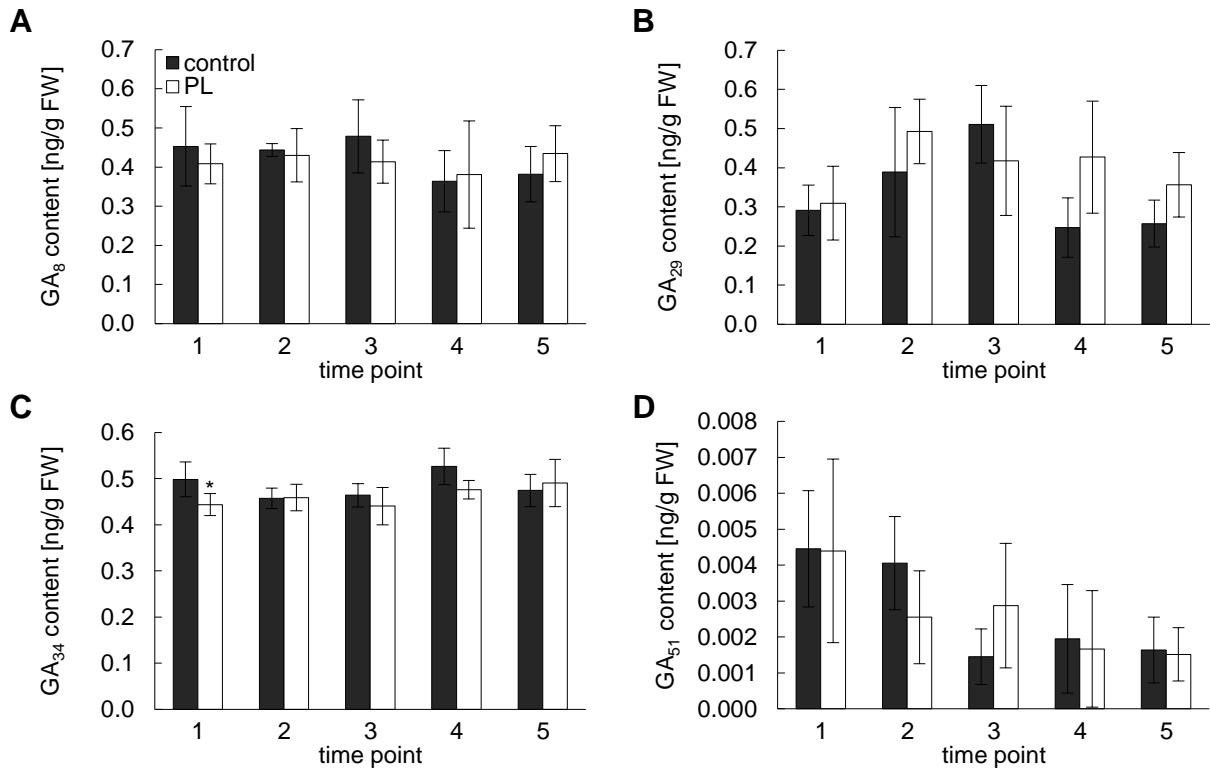 A
GA8 content [ng/g FW]
0.7
0.6
0.5
0.4
0.3
0.2
0.1
0.0
control
PL
1 2 3 4 5
time point
B
GA29 content [ng/g FW]
0.7
0.6
0.5
0.4
0.3
0.2
0.1
0.0
1 2 3 4 5
time point
C
GA34 content [ng/g FW]
0.6
0.5
0.4
0.3
0.2
0.1
0.0
*
1 2 3 4 5
time point
D
GA51 content [ng/g FW]
0.008
0.007
0.006
0.005
0.004
0.003
0.002
0.001
0.000
1 2 3 4 5
time point